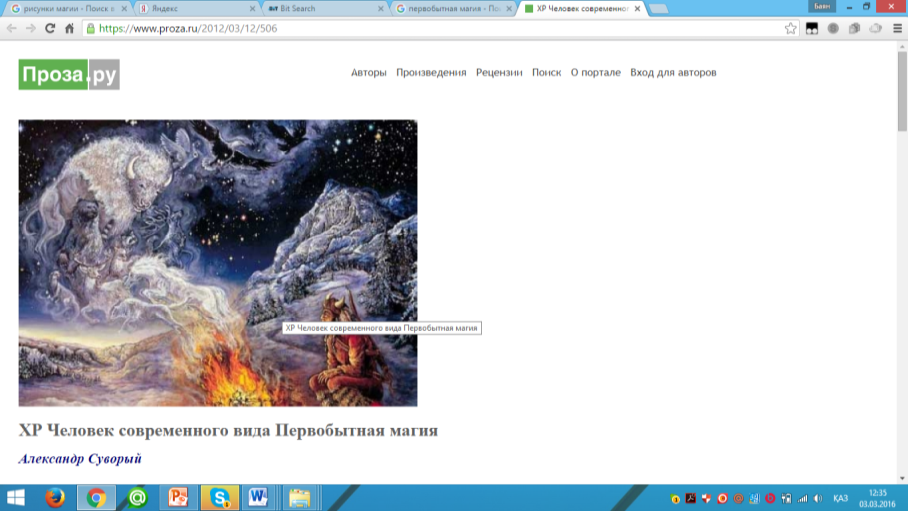 рисунки магии - Поиск в
Яндекс
Bit Search
первобытная магия - По
ХР Человек современног
Баян
https://www.proza.ru/2012/03/12/506
Проза.ру
Авторы Произведения Рецензии Поиск О портале Вход для авторов
ХР Человек современного вида Первобытная магия
ХР Человек современного вида Первобытная магия
Александр Суворый
ҚАЗ
12:35
03.03.2016